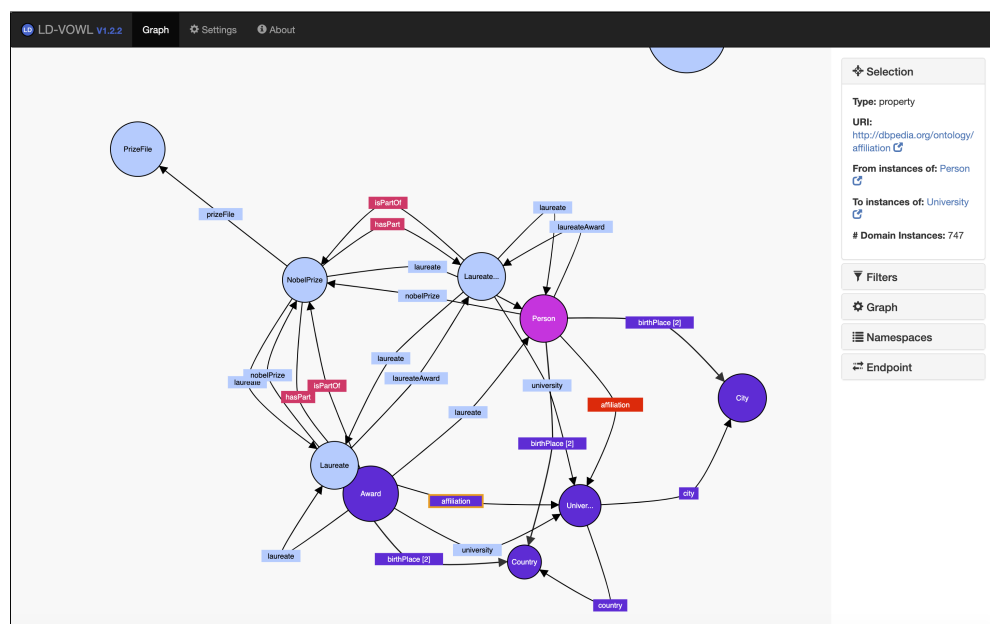 LD LD-VOWL V1.2.2 Graph Settings About
Selection
Type: property
URI:
http://dbpedia.org/ontology/
affiliation
From instances of: Person
To instances of: University
# Domain Instances: 747
Filters
Graph
Namespaces
Endpoint
PrizeFile
prizeFile
isPartOf
laureate
hasPart
laureateAward
laureate
Laureate...
NobelPrize
nobelPrize
Person
birthPlace [2]
laureate
nobelPrize
laureateAward
laureate
isPartOf
university
hasPart
City
affiliation
laureate
birthPlace [2]
Laureate
Award
affiliation
city
Univer...
university
laureate
birthPlace [2]
Country
country